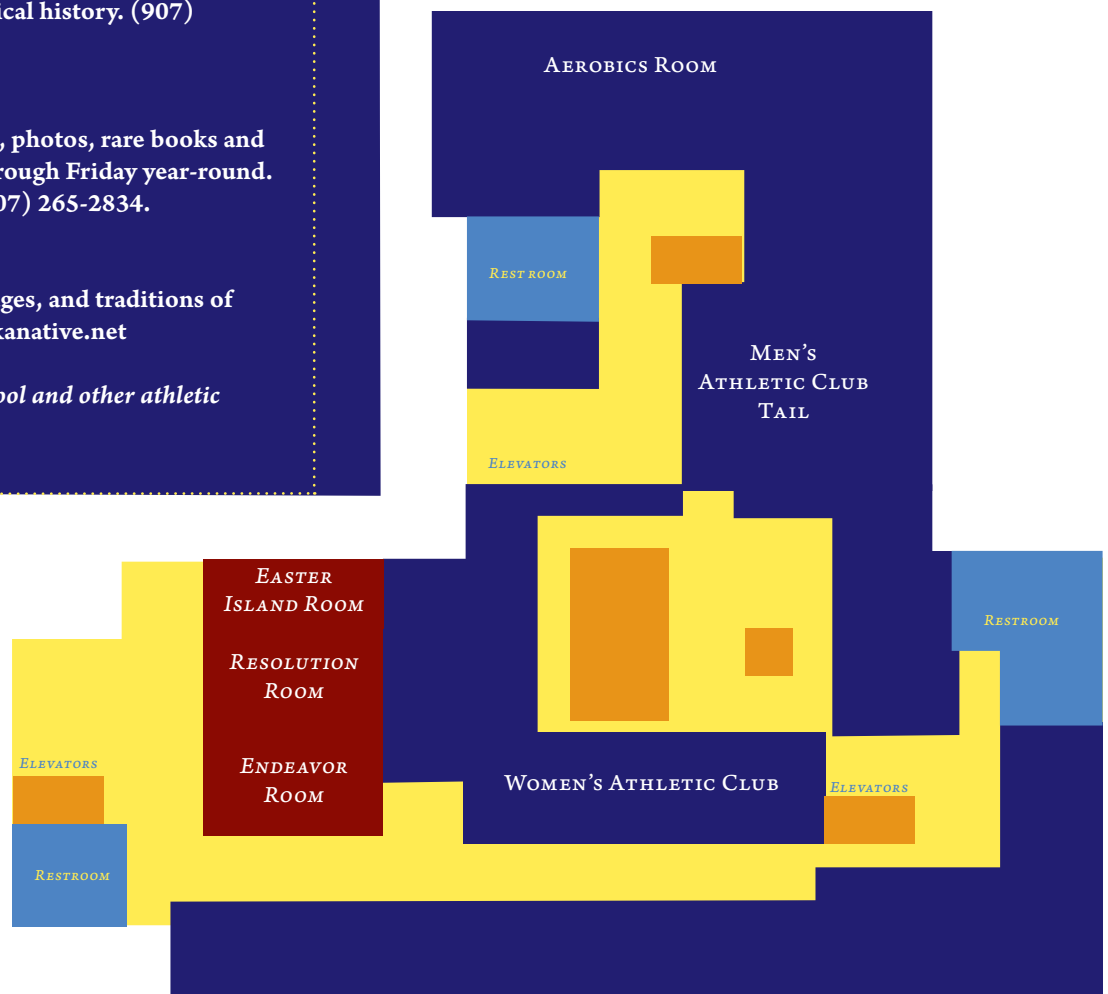 ical history. (907)
, photos, rare books and
rough Friday year-round.
07) 265-2834.
ges, and traditions of
kanative.net
ool and other athletic
Aerobics Room
Restroom
Men's
Athletic Club
Tail
Elevators
Easter
Island Room
Resolution
Room
Endeavor
Room
Restroom
Elevators
Women's Athletic Club
Elevators
Restroom